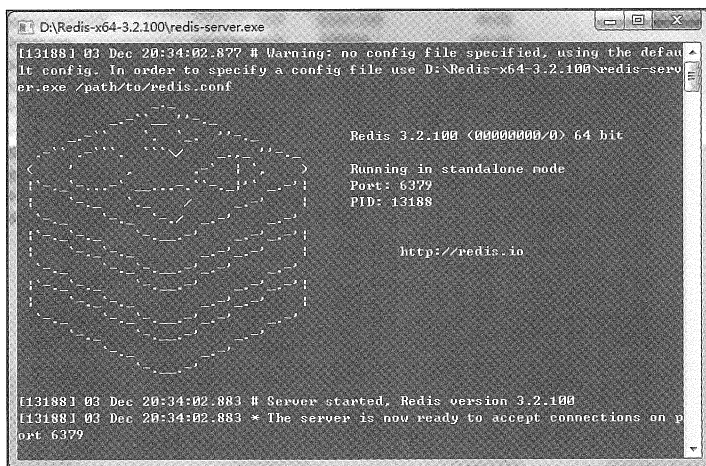 D:\Redis-x64-3.2.100\redis-server.exe
[13188] 03 Dec 20:34:02.877 # Warning: no config file specified, using the defau
lt config. In order to specify a config file use D:\Redis-x64-3.2.100\redis-serv
er.exe /path/to/redis.conf
Redis 3.2.100 (00000000/0) 64 bit
Running in standalone mode
Port: 6379
PID: 13188
http://redis.io
[13188] 03 Dec 20:34:02.883 # Server started, Redis version 3.2.100
[13188] 03 Dec 20:34:02.883 * The server is now ready to accept connections on p
ort 6379